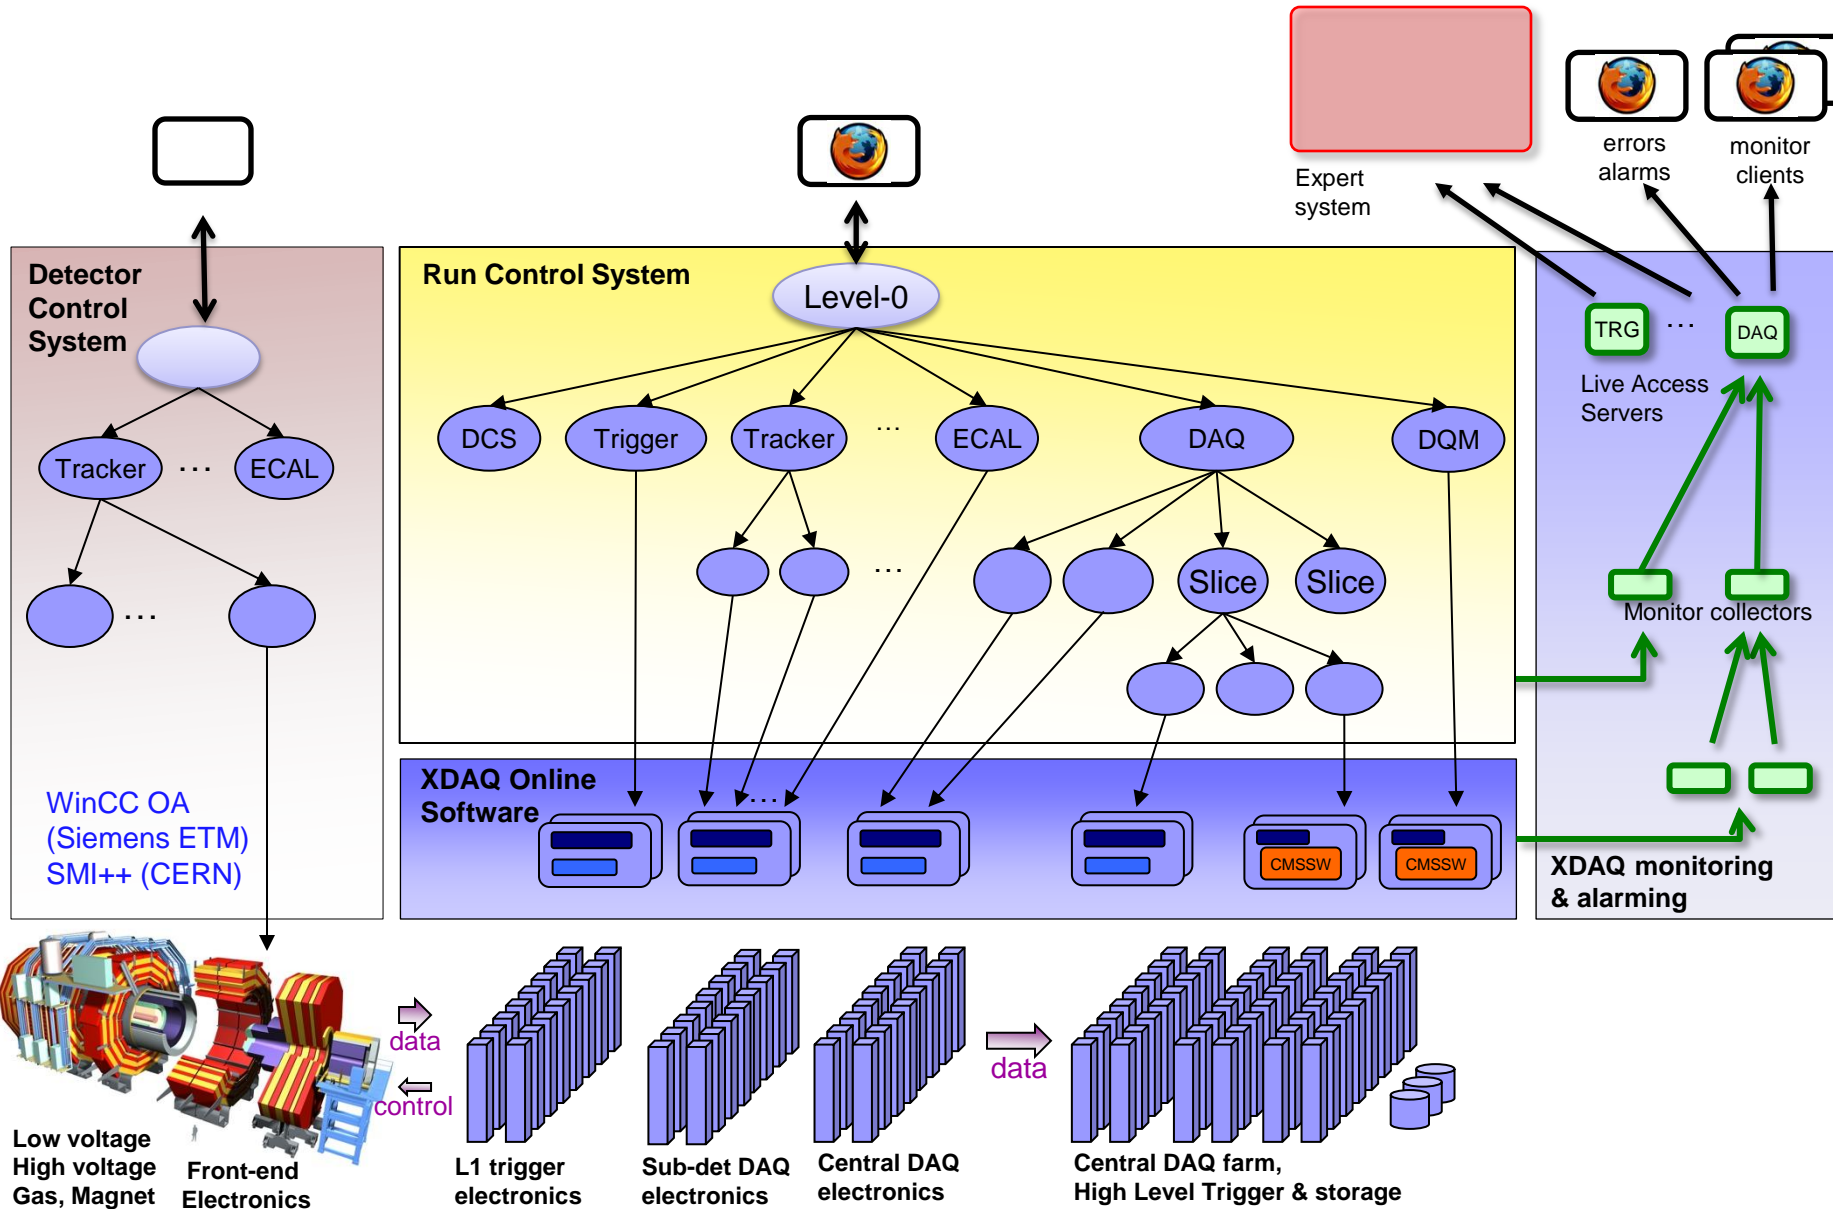 errors
alarms
monitor
clients
Expert
system
Detector
Control
System
Run Control System
Level-0
TRG
...
DAQ
Live Access
Servers
DCS
Trigger
Tracker
...
ECAL
DAQ
DQM
Tracker
...
ECAL
...
Slice
Slice
...
Monitor collectors
WinCC OA
(Siemens ETM)
SMI++ (CERN)
XDAQ Online
Software
...
CMSSW
CMSSW
XDAQ monitoring
& alarming
data
control
data
Low voltage
High voltage
Gas, Magnet
Front-end
Electronics
L1 trigger
electronics
Sub-det DAQ
electronics
Central DAQ
electronics
Central DAQ farm,
High Level Trigger & storage